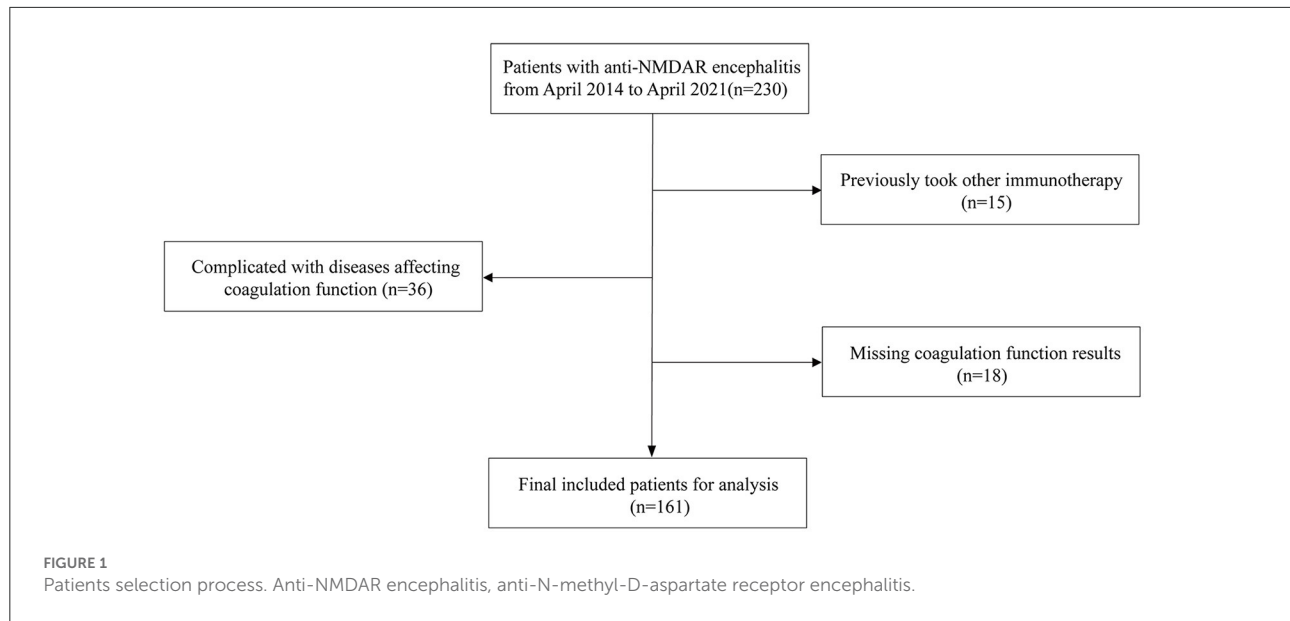 Patients with anti-NMDAR encephalitis
from April 2014 to April 2021(n=230)
Previously took other immunotherapy
(n=15)
Complicated with diseases affecting
coagulation function (n=36)
Missing coagulation function results
(n=18)
Final included patients for analysis
(n=161)
FIGURE 1
Patients selection process. Anti-NMDAR encephalitis, anti-N-methyl-D-aspartate receptor encephalitis.